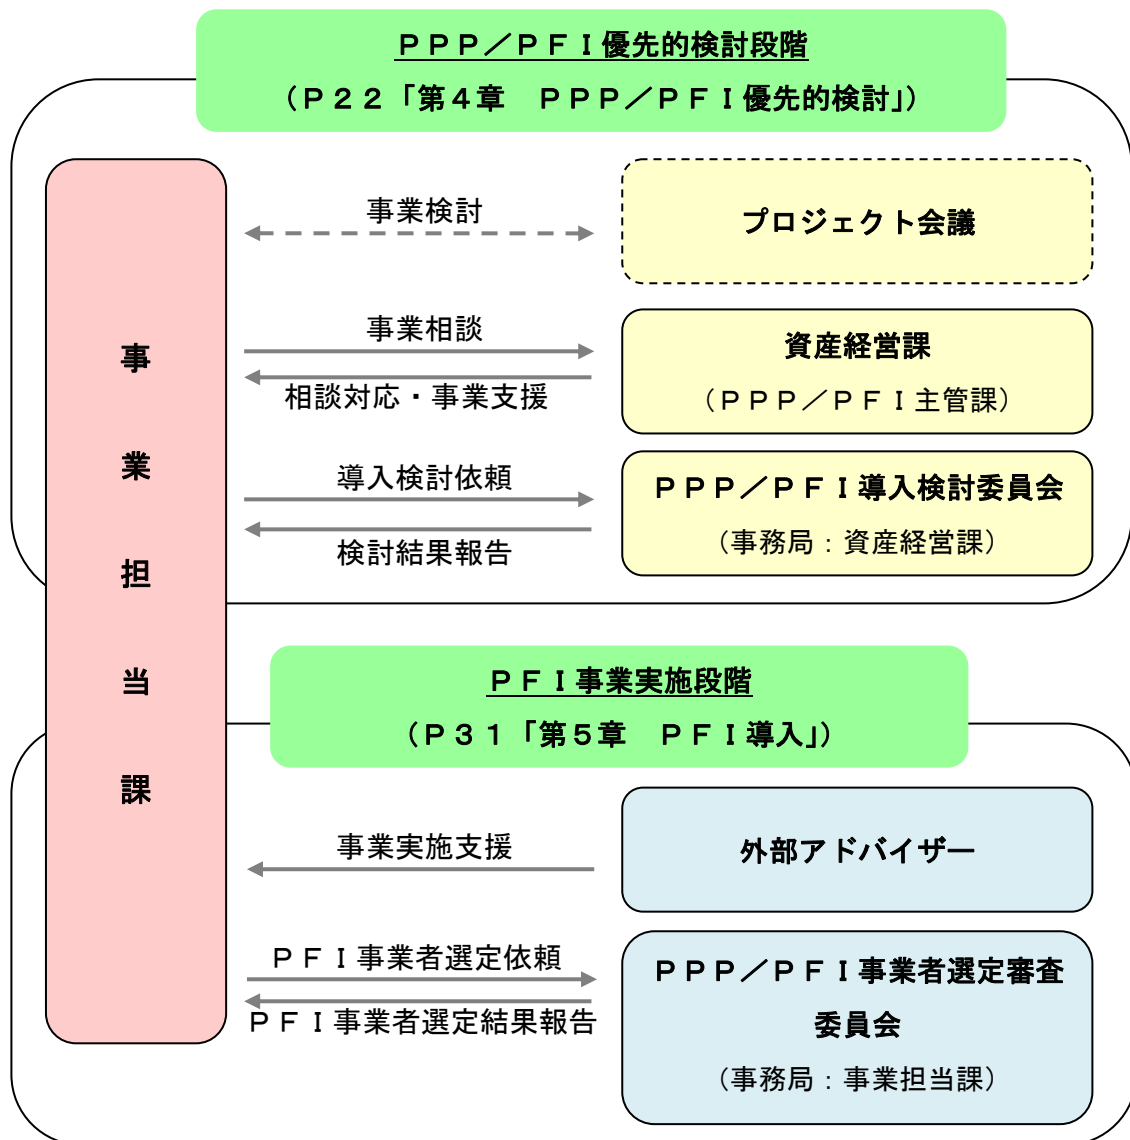 ＰＰＰ／ＰＦＩ優先的検討段階
（Ｐ２２「第４章　ＰＰＰ／ＰＦＩ優先的検討」）
事業担当課
事業検討
プロジェクト会議
事業相談
相談対応・事業支援
資産経営課
（ＰＰＰ／ＰＦＩ主管課）
導入検討依頼
検討結果報告
ＰＰＰ／ＰＦＩ導入検討委員会
（事務局：資産経営課）
ＰＦＩ事業実施段階
（Ｐ３１「第５章　ＰＦＩ導入」）
事業実施支援
外部アドバイザー
ＰＦＩ事業者選定依頼
ＰＦＩ事業者選定結果報告
ＰＰＰ／ＰＦＩ事業者選定審査
委員会
（事務局：事業担当課）